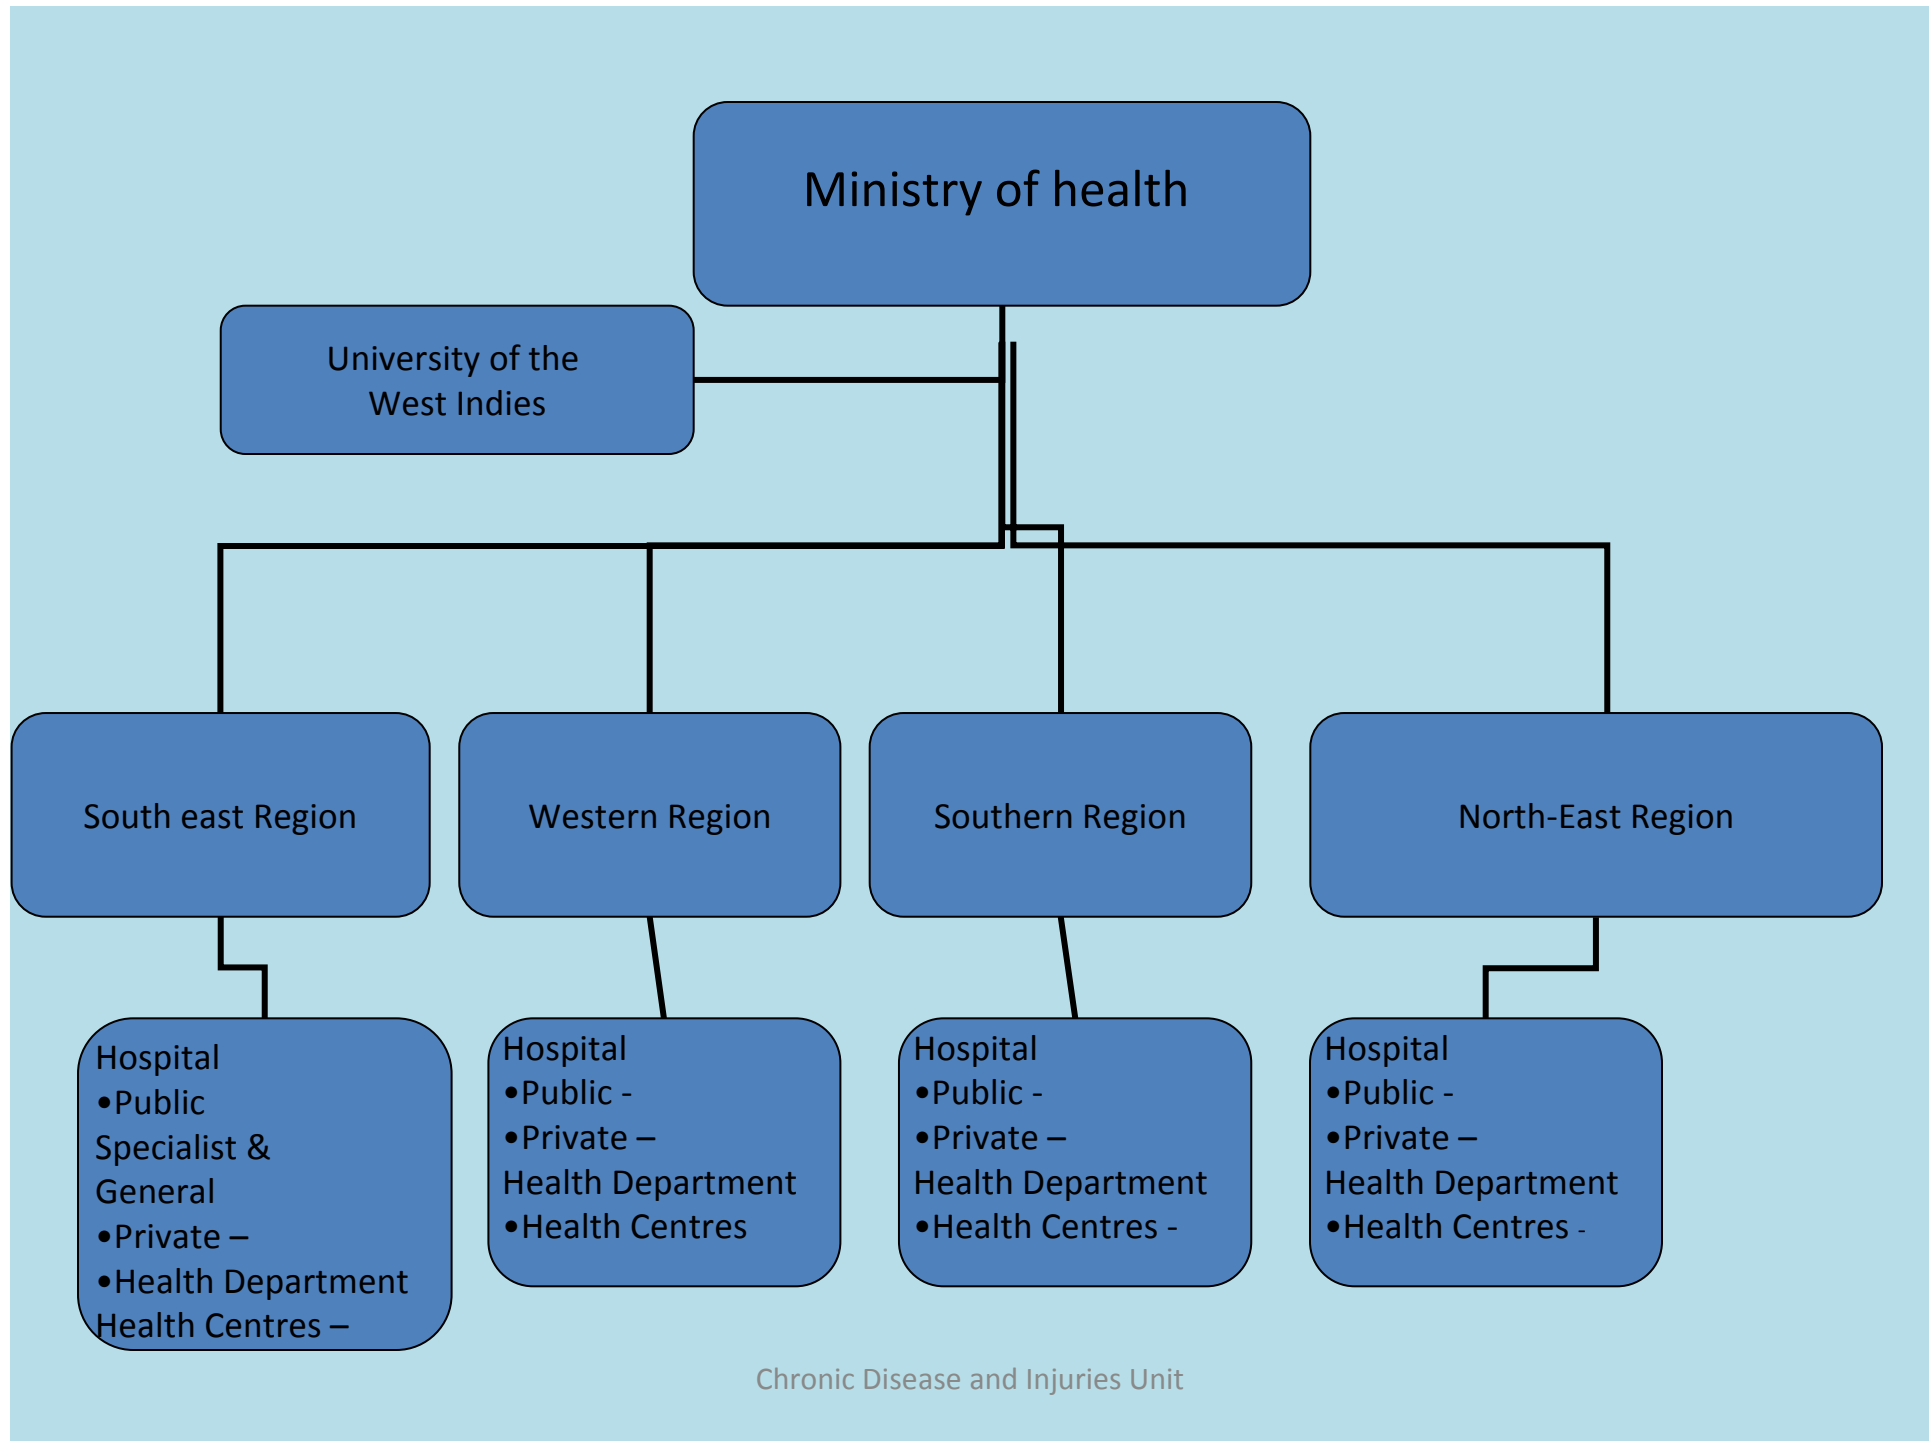 Ministry of health
University of the
West Indies
South east Region
Western Region
Southern Region
North-East Region
Hospital
•Public
Specialist &
General
•Private –
•Health Department
Health Centres –
Hospital
•Public -
•Private –
Health Department
•Health Centres
Hospital
•Public -
•Private –
Health Department
•Health Centres -
Hospital
•Public -
•Private –
Health Department
•Health Centres -
Chronic Disease and Injuries Unit